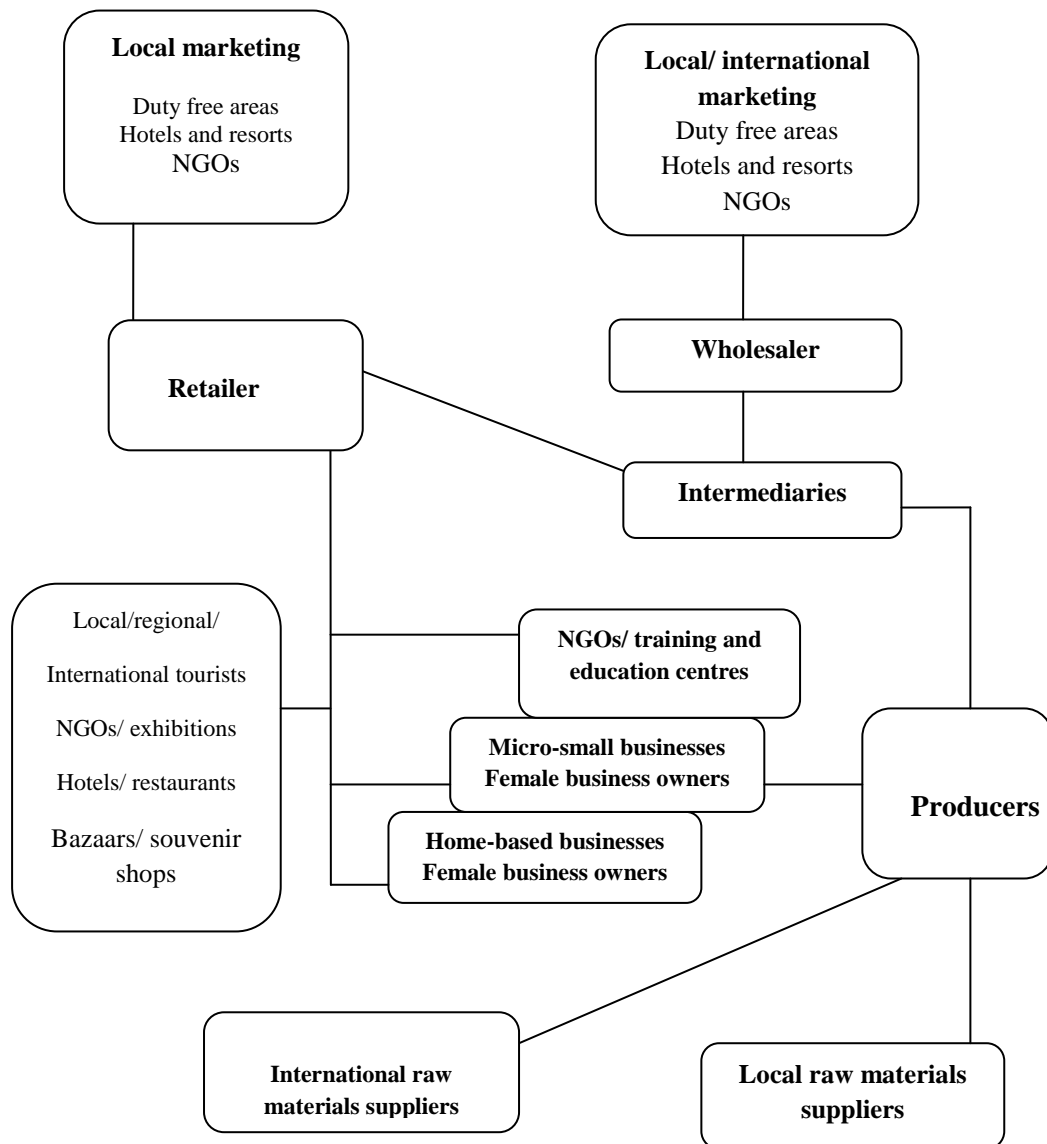 Local marketing
Duty free areas
Hotels and resorts
NGOs
Local/ international
marketing
Duty free areas
Hotels and resorts
NGOs
Retailer
Wholesaler
Intermediaries
Local/regional/
International tourists
NGOs/ exhibitions
Hotels/ restaurants
Bazaars/ souvenir
shops
NGOs/ training and
education centres
Micro-small businesses
Female business owners
Home-based businesses
Female business owners
Producers
International raw
materials suppliers
Local raw materials
suppliers